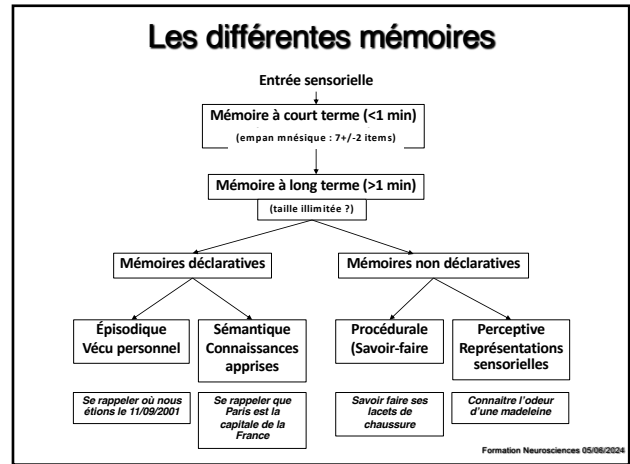 Les différentes mémoires
Entrée sensorielle
Mémoire à court terme (<1 min)
(empan mnésique : 7+/-2 items)
Mémoire à long terme (>1 min)
(taille illimitée ?)
Mémoires déclaratives
Mémoires non déclaratives
Épisodique
Vécu personnel
Sémantique
Connaissances
apprises
Procédurale
(Savoir-faire
Perceptive
Représentations
sensorielles
Se rappeler où nous
étions le 11/09/2001
Se rappeler que
Paris est la
capitale de la
France
Savoir faire ses
lacets de
chaussure
Connaitre l'odeur
d'une madeleine
Formation Neurosciences 05/06/2024